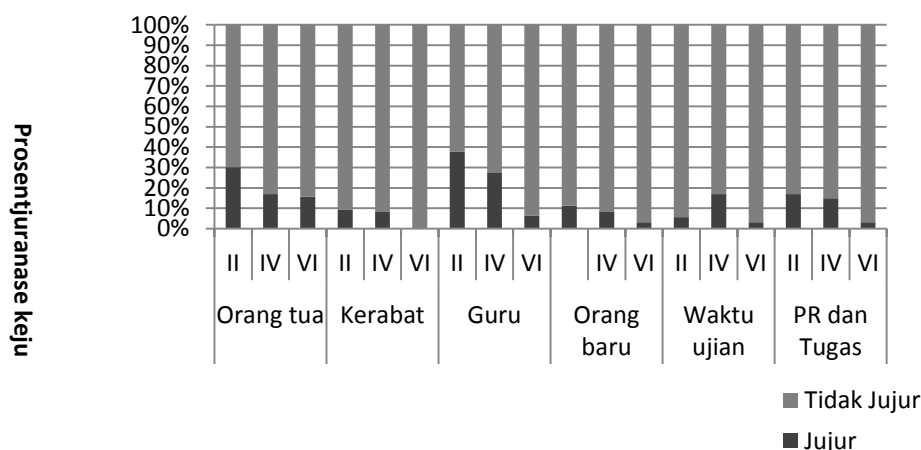 100%
90%
80%
70%
60%
50%
40%
30%
20%
10%
0%
Prosentjuranase keju
II IV VI II IV VI II IV VI IV VI II IV VI II IV VI
Orang tua Kerabat Guru Orang baru Waktu ujian PR dan Tugas
Tidak Jujur
Jujur